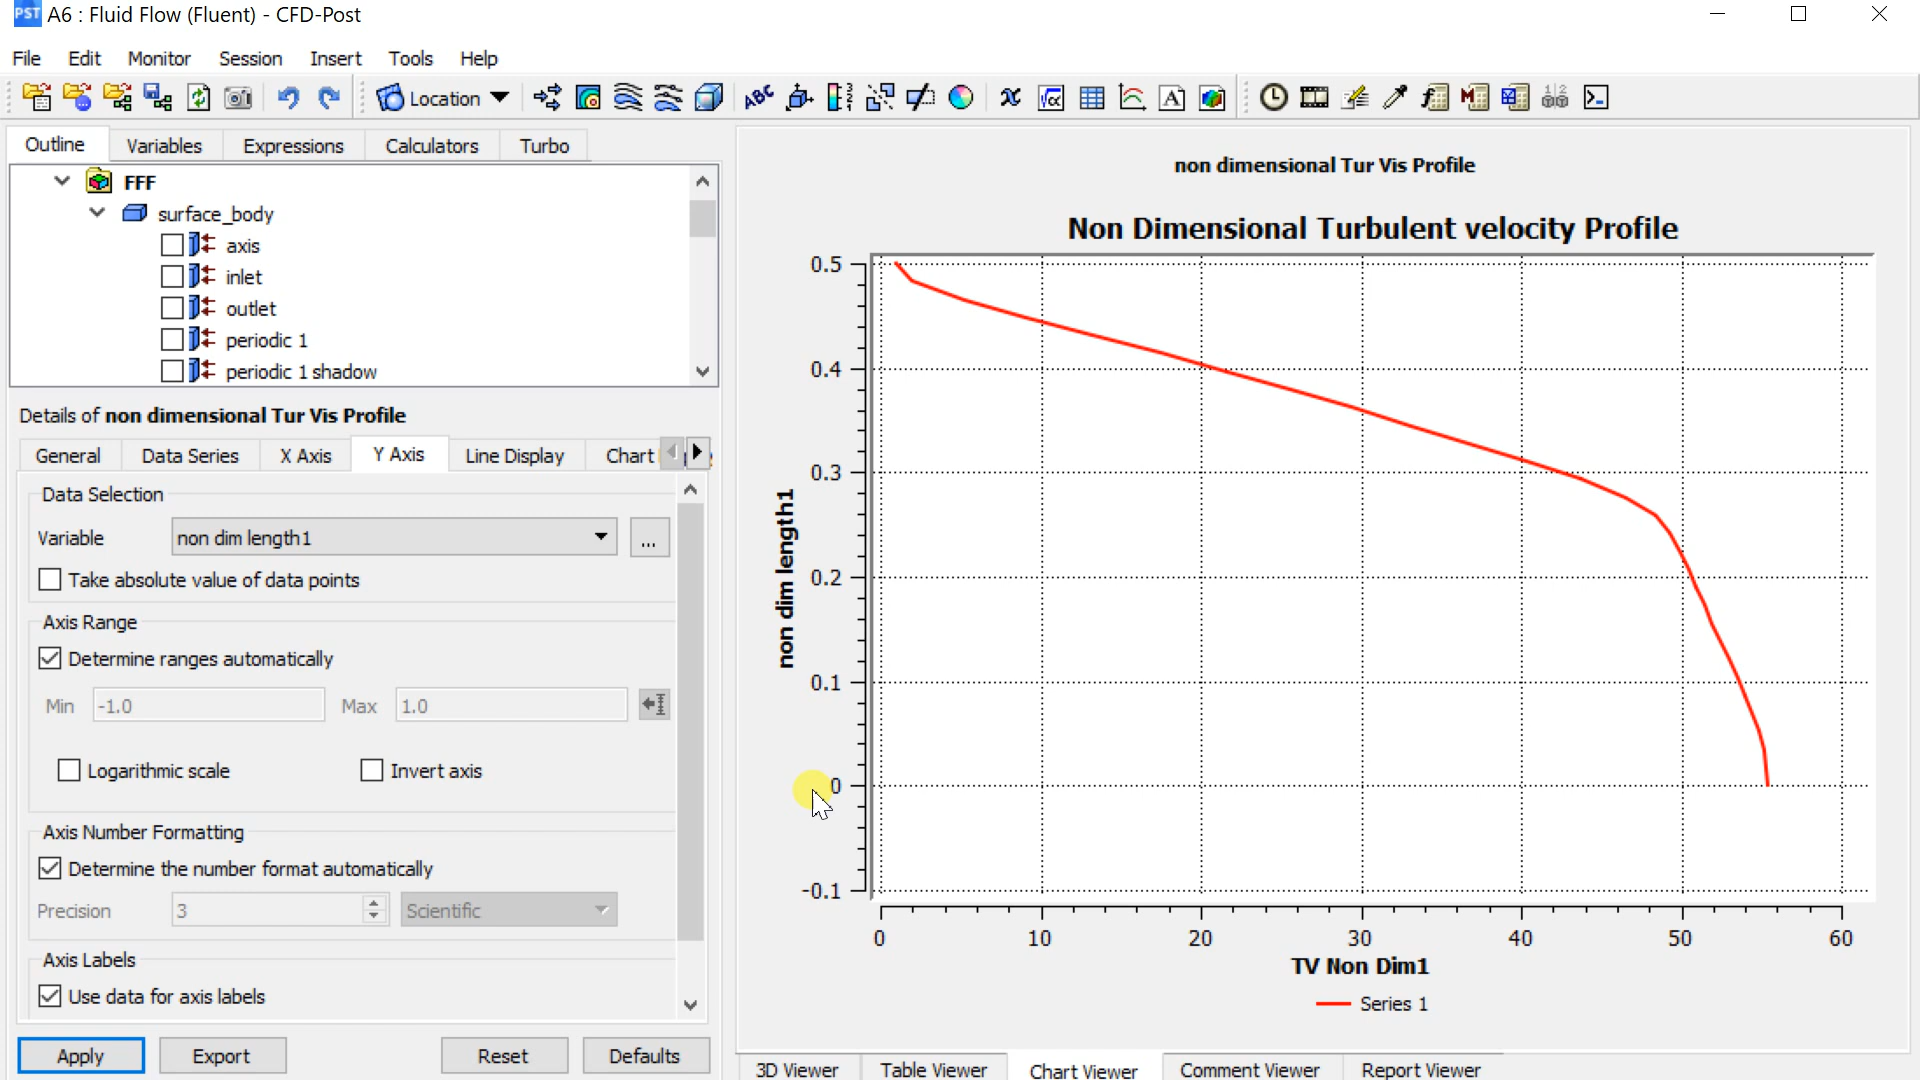 PST A6 : Fluid Flow (Fluent) - CFD-Post
File Edit Monitor Session Insert Tools Help
Location
Outline Variables Expressions Calculators Turbo
FFF
surface_body
axis
inlet
outlet
periodic 1
periodic 1 shadow
Details of non dimensional Tur Vis Profile
General Data Series X Axis Y Axis Line Display Chart
Data Selection
Variable non dim length1 ...
Take absolute value of data points
Axis Range
Determine ranges automatically
Min -1.0 Max 1.0
Logarithmic scale Invert axis
Axis Number Formatting
Determine the number format automatically
Precision 3 Scientific
Axis Labels
Use data for axis labels
Apply Export Reset Defaults
non dimensional Tur Vis Profile
Non Dimensional Turbulent velocity Profile
0.5
0.4
0.3
0.2
0.1
0
-0.1
non dim length1
0 10 20 30 40 50 60
TV Non Dim1
Series 1
3D Viewer Table Viewer Chart Viewer Comment Viewer Report Viewer